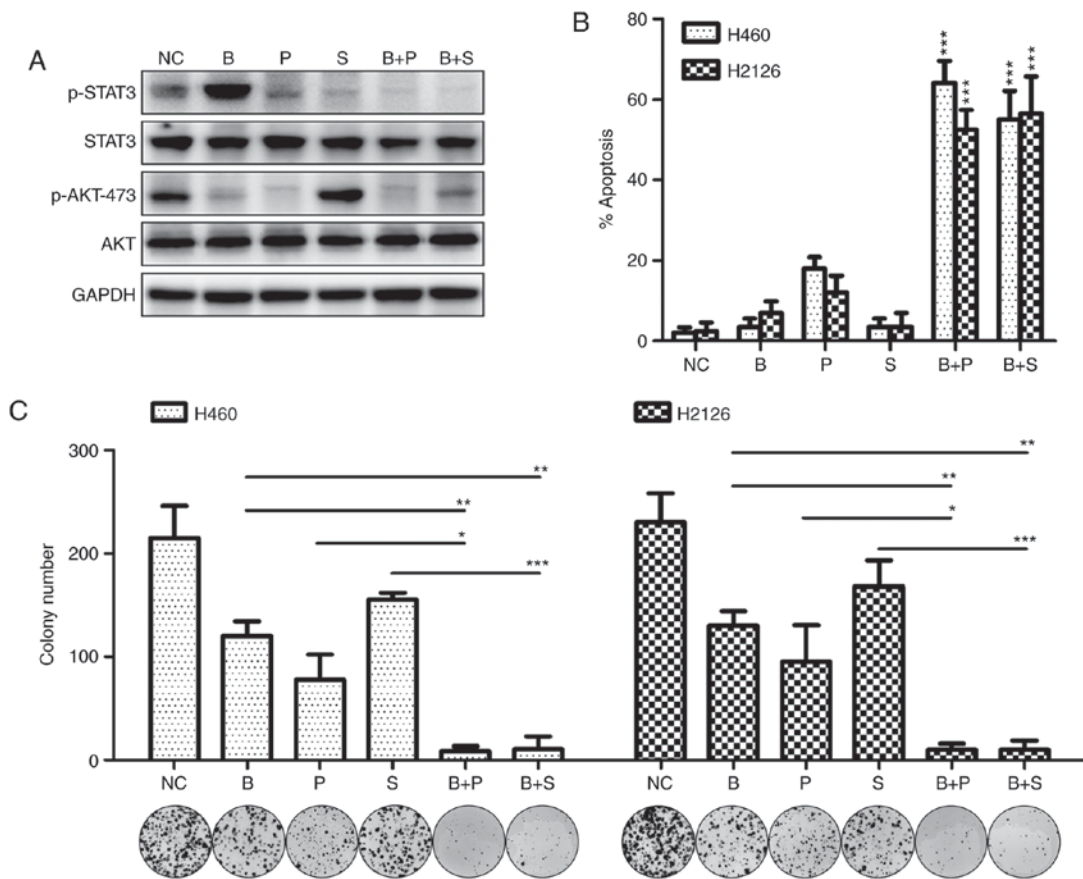 A
NC B P S B+P B+S
p-STAT3
STAT3
p-AKT-473
AKT
GAPDH
B
H460
H2126
% Apoptosis
80
60
40
20
0
*** *** *** ***
NC B P S B+P B+S
C
H460
Colony number
300
200
100
0
**
**
*
***
NC B P S B+P B+S
H2126
**
**
*
***
NC B P S B+P B+S